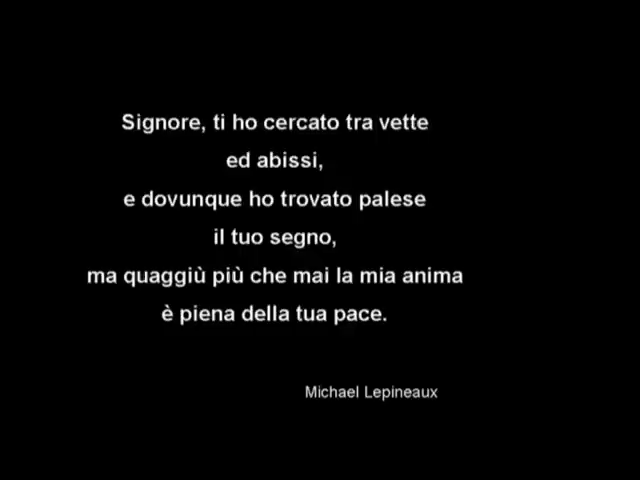 Signore, ti ho cercato tra vette
ed abissi,
e dovunque ho trovato palese
il tuo segno,
ma quaggiù più che mai la mia anima
è piena della tua pace.
Michael Lepineaux